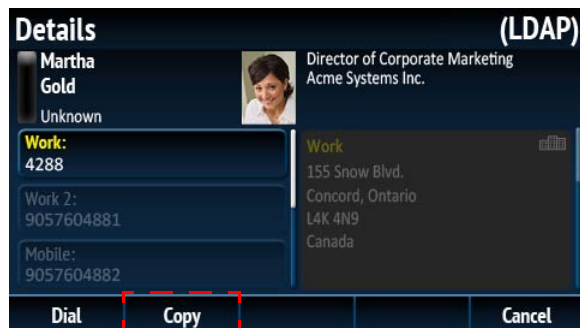 Details
(LDAP)
Martha
Gold
Unknown
Director of Corporate Marketing
Acme Systems Inc.
Work:
4288
Work 2:
9057604881
Mobile:
9057604882
Work
155 Snow Blvd.
Concord, Ontario
L4K 4N9
Canada
Dial
Copy
Cancel